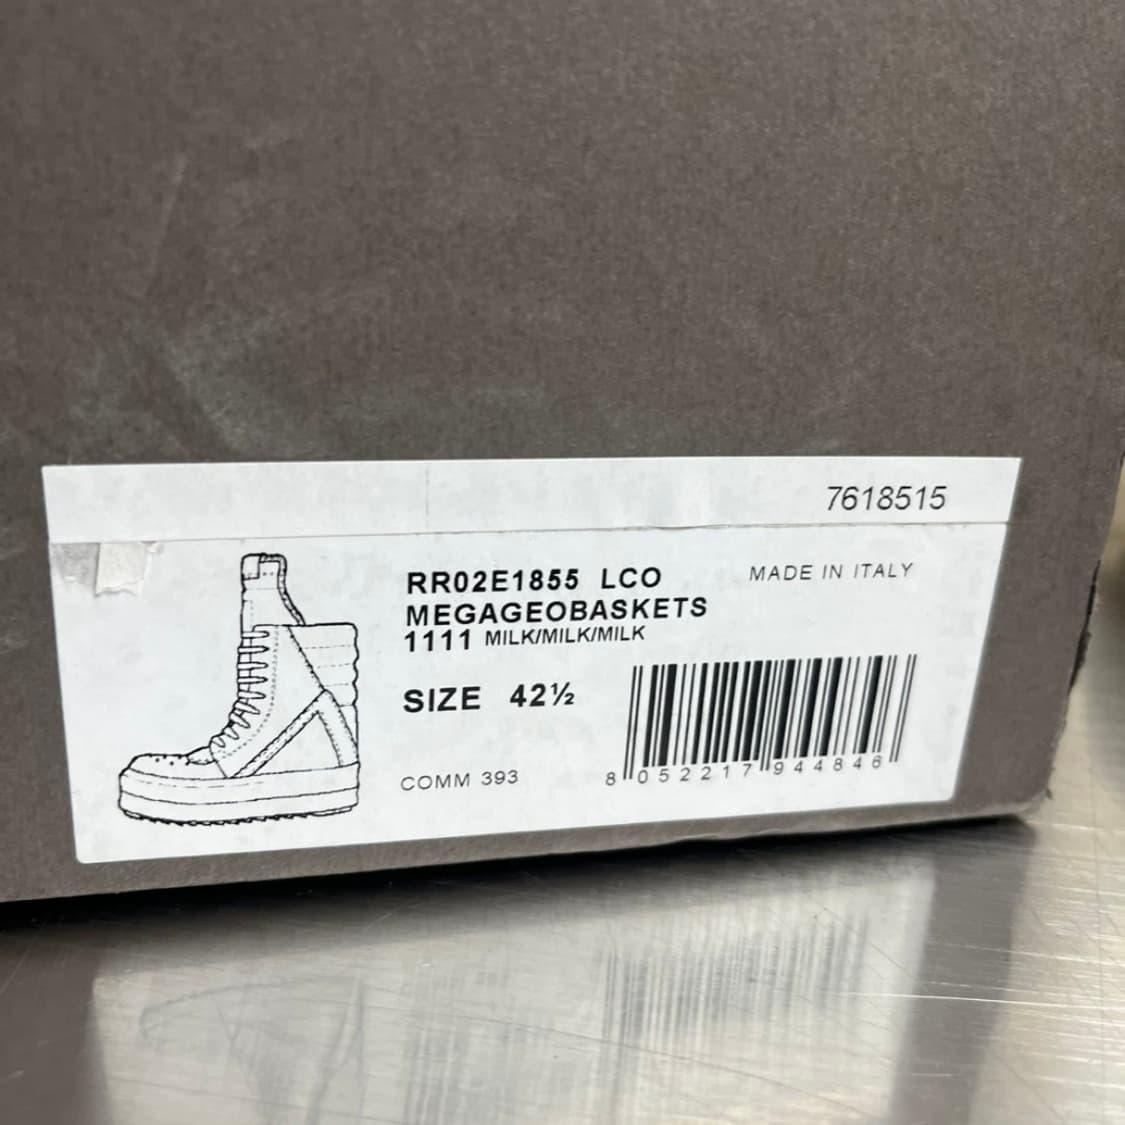 7618515
RR02E1855 LCO
MADE IN ITALY
MEGAGEOBASKETS
1111 MILK/MILK/MILK
SIZE 42½
COMM 393
8 052217 944846